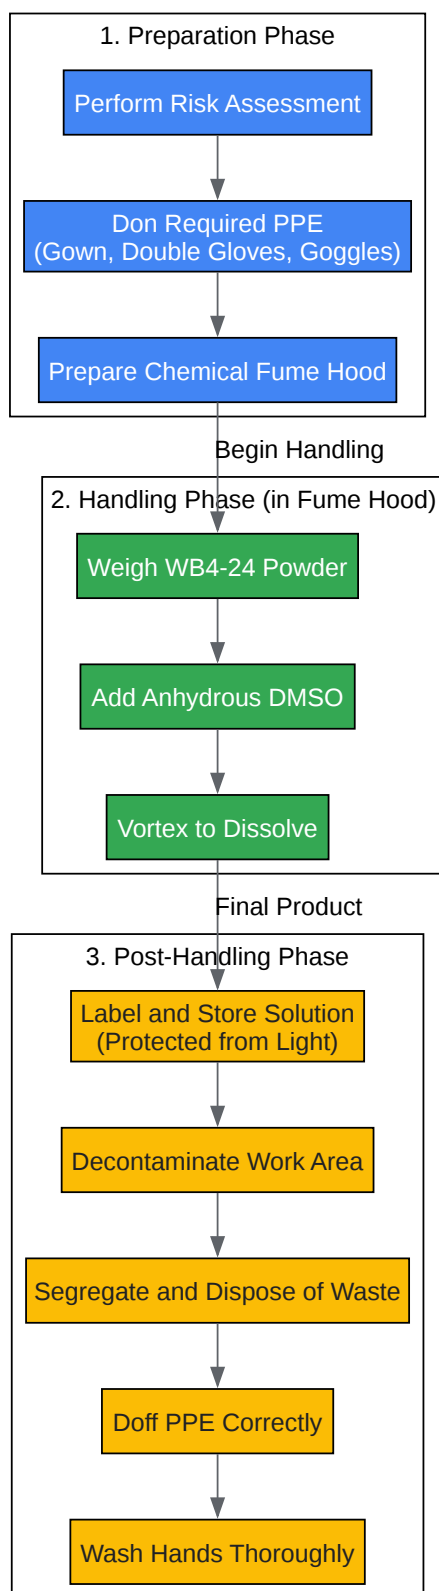 1. Preparation Phase
Perform Risk Assessment
Don Required PPE
(Gown, Double Gloves, Goggles)
Prepare Chemical Fume Hood
Begin Handling
2. Handling Phase (in Fume Hood)
Weigh WB4-24 Powder
Add Anhydrous DMSO
Vortex to Dissolve
Final Product
3. Post-Handling Phase
Label and Store Solution
(Protected from Light)
Decontaminate Work Area
Segregate and Dispose of Waste
Doff PPE Correctly
Wash Hands Thoroughly